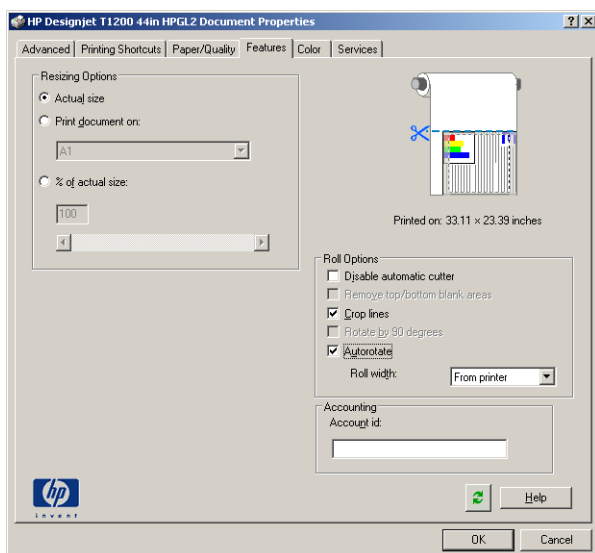 HP Designjet T1200 44in HPGL2 Document Properties
Advanced Printing Shortcuts Paper/Quality Features Color Services
Resizing Options
Actual size
Print document on:
A1
% of actual size:
100
Printed on: 33.11 × 23.39 inches
Roll Options
Disable automatic cutter
Remove top/bottom blank areas
Crop lines
Rotate by 90 degrees
Autorotate
Roll width: From printer
Accounting
Account id:
hp
invent
Help
OK Cancel